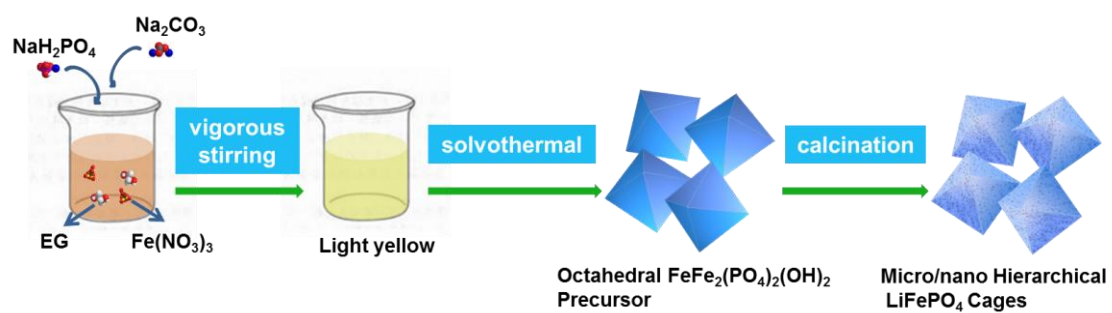 Na₂CO₃
NaH₂PO₄
vigorous
stirring
solvothermal
calcination
EG
Fe(NO₃)₃
Light yellow
Octahedral FeFe₂(PO₄)₂(OH)₂
Precursor
Micro/nano Hierarchical
LiFePO₄ Cages